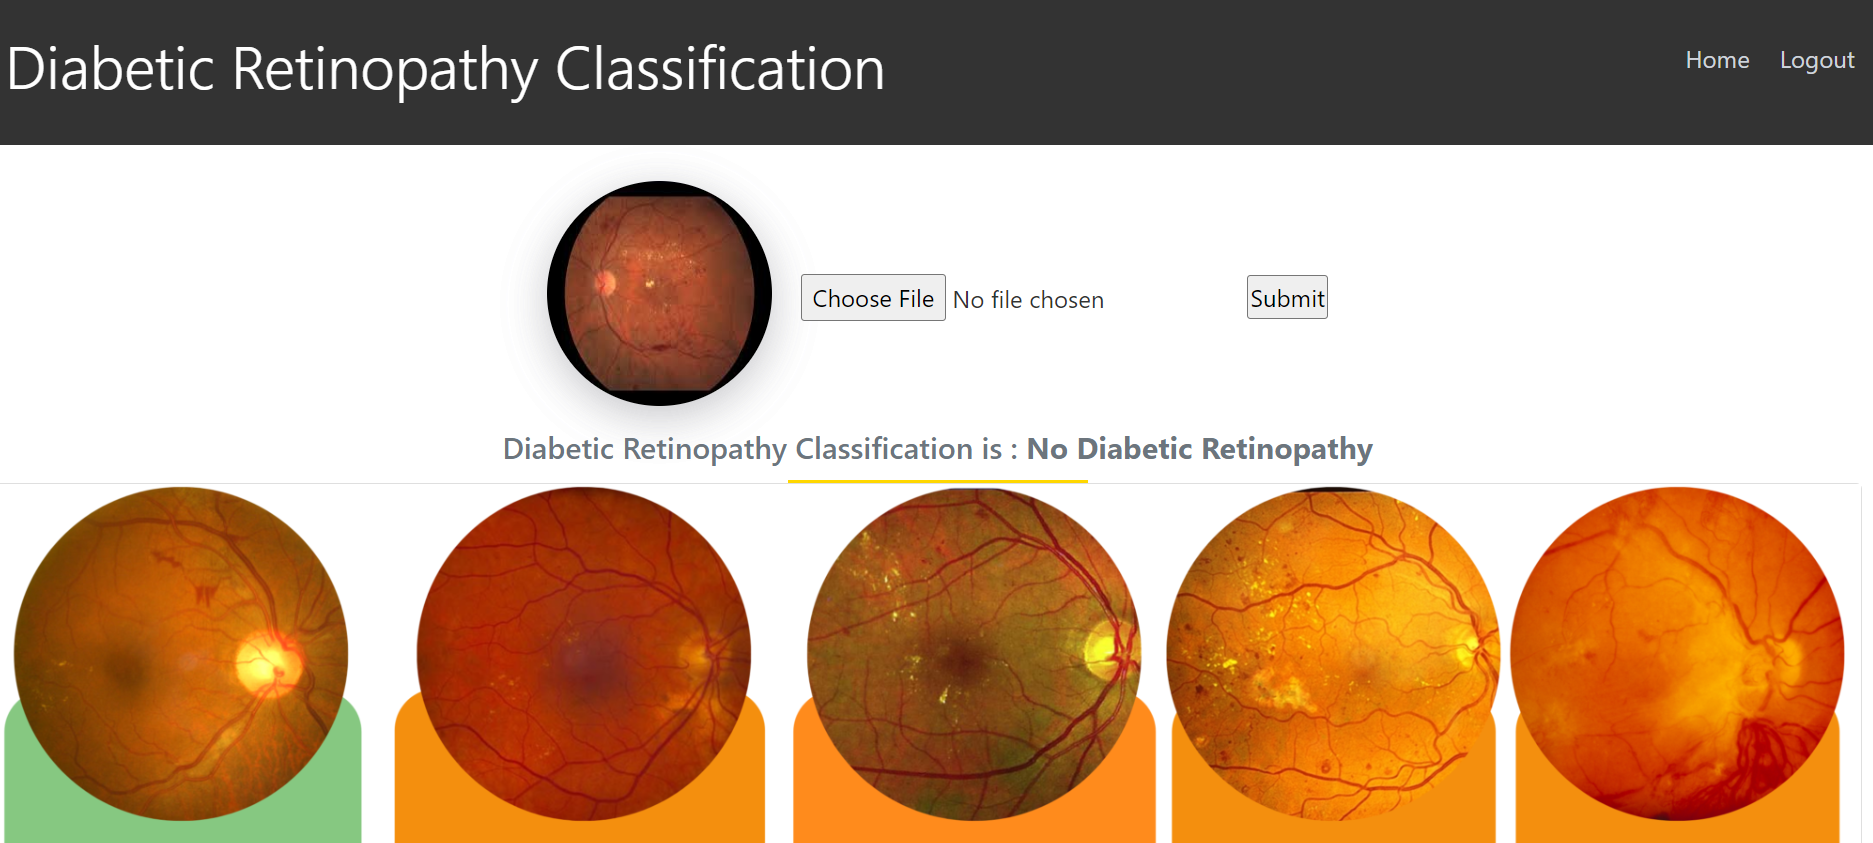 Diabetic Retinopathy Classification
Home Logout
Choose File No file chosen Submit
Diabetic Retinopathy Classification is : No Diabetic Retinopathy